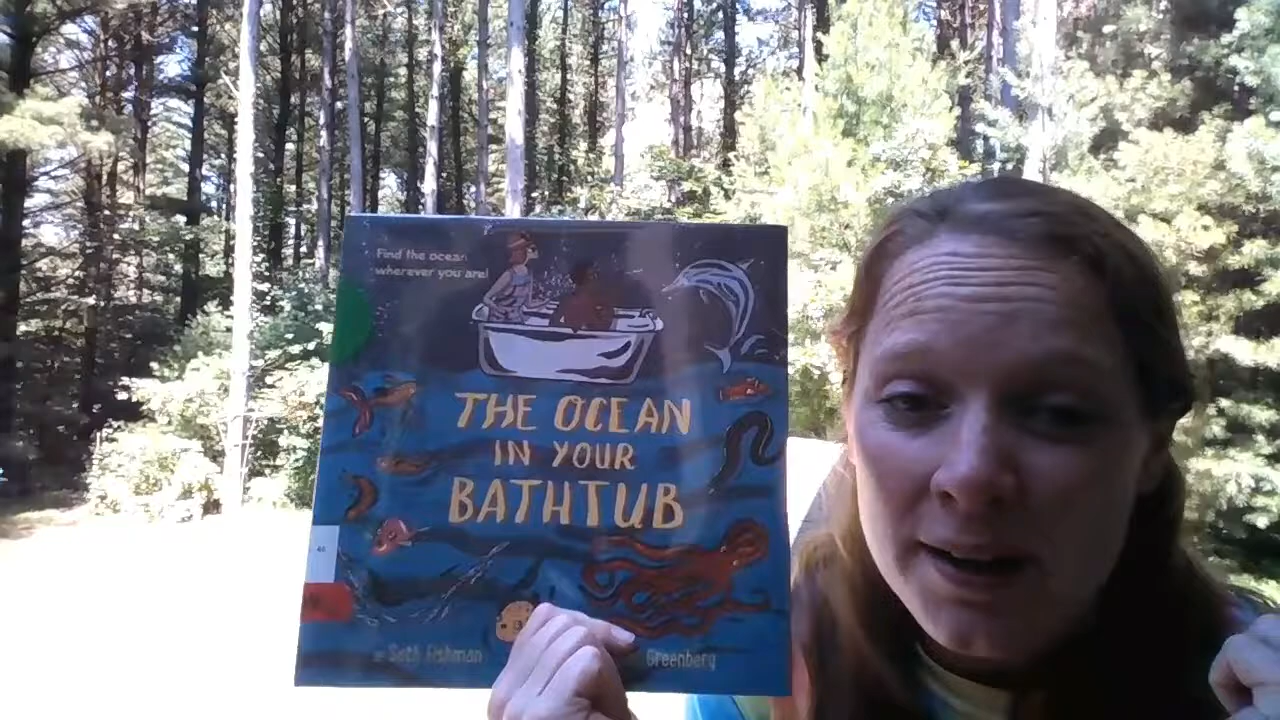 Find the ocean
wherever you are!
THE OCEAN
IN YOUR
BATHTUB
Seth Fishman
Greenberg